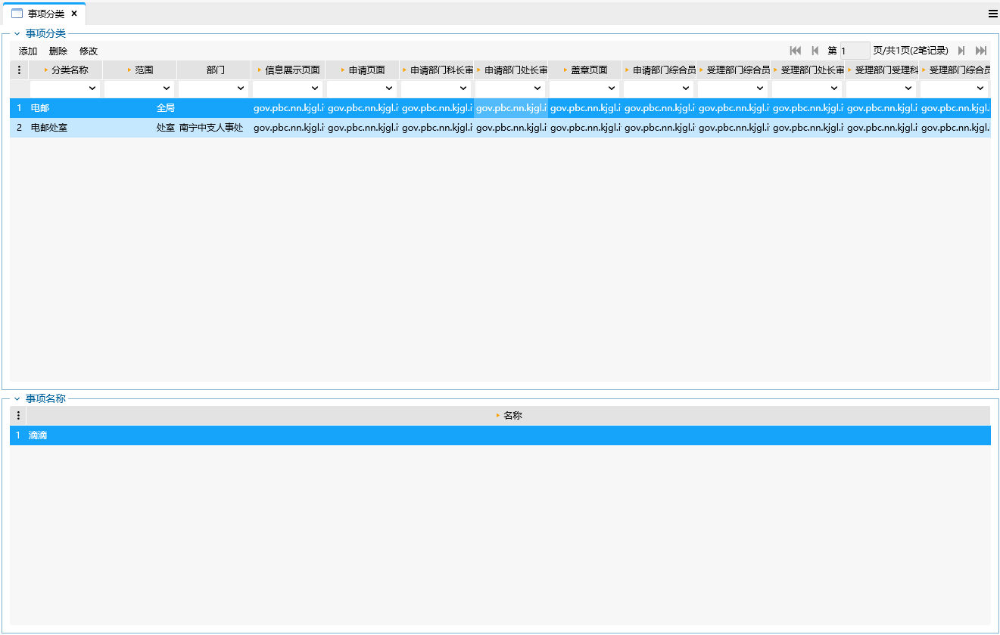 事项分类 ×
事项分类
添加 删除 修改 第 1 页/共1页(2笔记录)
分类名称 范围 部门 信息展示页面 申请页面 申请部门科长审 申请部门处长审 盖章页面 申请部门综合员 受理部门综合员 受理部门处长审 受理部门受理科 受理部门综合员
1 电邮 全局 gov.pbc.nn.kjgl.i gov.pbc.nn.kjgl.i gov.pbc.nn.kjgl.i gov.pbc.nn.kjgl.i gov.pbc.nn.kjgl.i gov.pbc.nn.kjgl.i gov.pbc.nn.kjgl.i gov.pbc.nn.kjgl.i gov.pbc.nn.kjgl.i gov.pbc.nn.kjgl.
2 电邮处室 处室 南宁中支人事处 gov.pbc.nn.kjgl.i gov.pbc.nn.kjgl.i gov.pbc.nn.kjgl.i gov.pbc.nn.kjgl.i gov.pbc.nn.kjgl.i gov.pbc.nn.kjgl.i gov.pbc.nn.kjgl.i gov.pbc.nn.kjgl.i gov.pbc.nn.kjgl.i gov.pbc.nn.kjgl.
事项名称
名称
1 滴滴